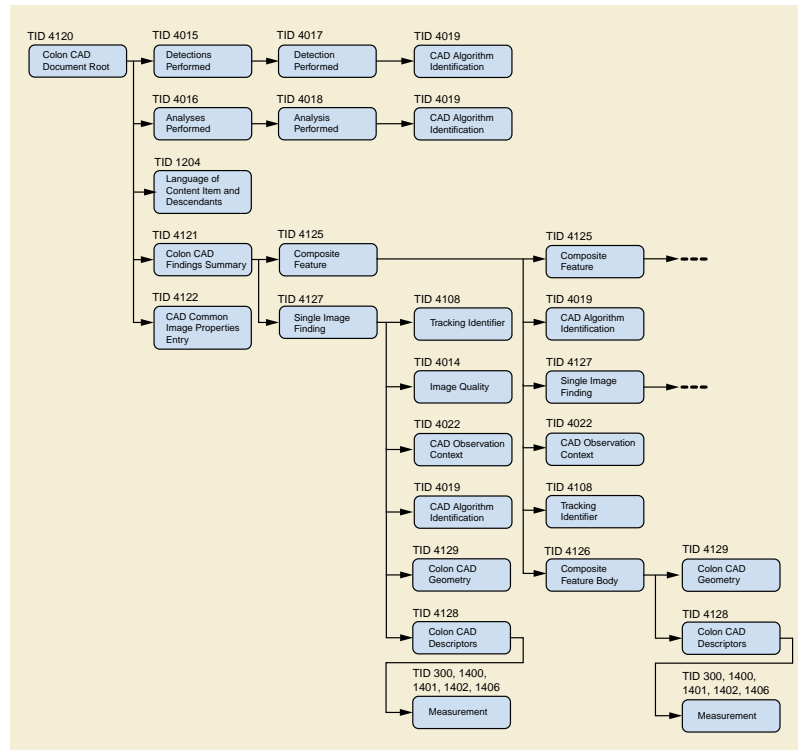 TID 4120
Colon CAD
Document Root
TID 4015
Detections
Performed
TID 4017
Detection
Performed
TID 4019
CAD Algorithm
Identification
TID 4016
Analyses
Performed
TID 4018
Analysis
Performed
TID 4019
CAD Algorithm
Identification
TID 1204
Language of
Content Item and
Descendants
TID 4121
Colon CAD
Findings Summary
TID 4125
Composite
Feature
TID 4125
Composite
Feature
TID 4122
CAD Common
Image Properties
Entry
TID 4127
Single Image
Finding
TID 4108
Tracking Identifier
TID 4019
CAD Algorithm
Identification
TID 4014
Image Quality
TID 4127
Single Image
Finding
TID 4022
CAD Observation
Context
TID 4022
CAD Observation
Context
TID 4019
CAD Algorithm
Identification
TID 4108
Tracking
Identifier
TID 4129
Colon CAD
Geometry
TID 4126
Composite
Feature Body
TID 4129
Colon CAD
Geometry
TID 4128
Colon CAD
Descriptors
TID 4128
Colon CAD
Descriptors
TID 300, 1400,
1401, 1402, 1406
Measurement
TID 300, 1400,
1401, 1402, 1406
Measurement